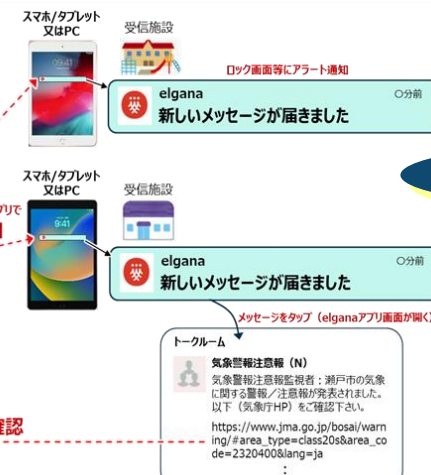 スマホ/タブレット
又はPC
受信施設
09:41
ロック画面等にアラート通知
elgana
〇分前
新しいメッセージが届きました
スマホ/タブレット
又はPC
受信施設
プリで
9:41
elgana
〇分前
新しいメッセージが届きました
メッセージをタップ（elganaアプリ画面が開く）
トークルーム
気象警報注意報（N）
気象警報注意報監視者：瀬戸市の気象
に関する警報／注意報が発表されました。
以下（気象庁HP）をご確認下さい。
確認
https://www.jma.go.jp/bosai/warn
ing/#area_type=class20s&area_co
de=2320400&lang=ja
：